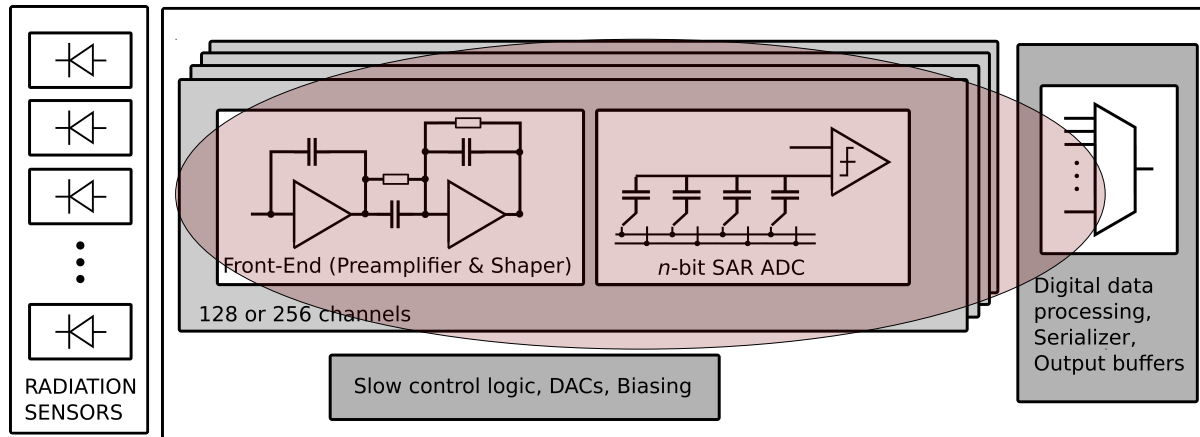 RADIATION
SENSORS
Front-End (Preamplifier & Shaper)
n-bit SAR ADC
128 or 256 channels
Slow control logic, DACs, Biasing
Digital data
processing,
Serializer,
Output buffers